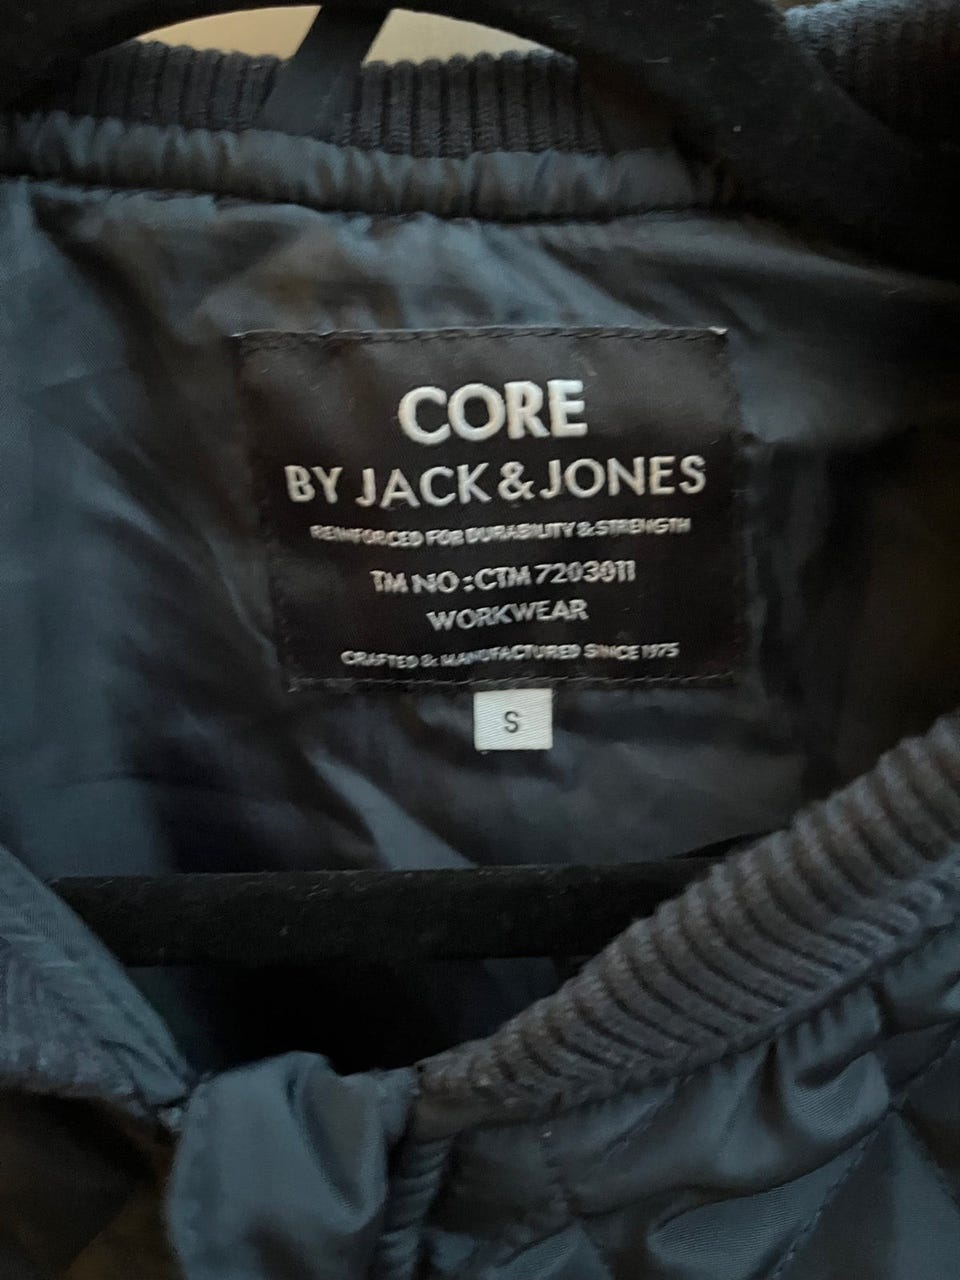 CORE
BY JACK & JONES
REINFORCED FOR DURABILITY & STRENGTH
TM NO : CTM 7203011
WORKWEAR
CRAFTED & MANUFACTURED SINCE 1975
S